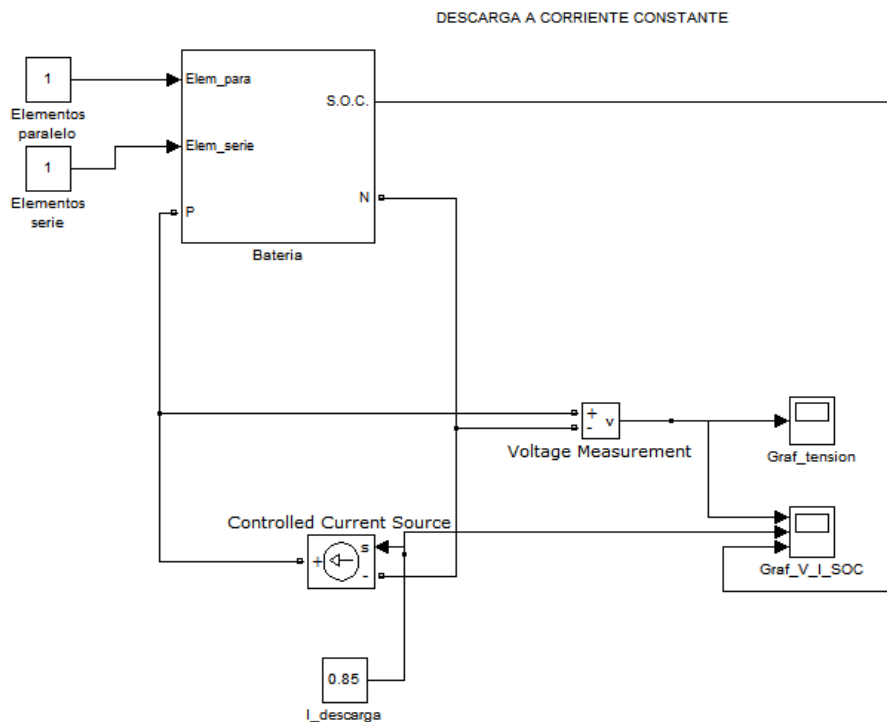 DESCARGA A CORRIENTE CONSTANTE
1
Elementos
paralelo
1
Elementos
serie
Elem_para
S.O.C.
Elem_serie
N
P
Bateria
+
-
v
Voltage Measurement
Graf_tension
Controlled Current Source
s
+
-
Graf_V_I_SOC
0.85
I_descarga